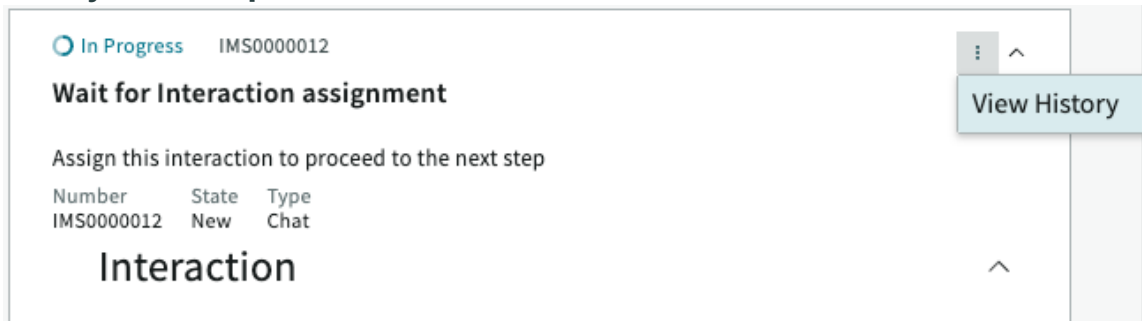 In Progress IMS0000012
Wait for Interaction assignment
View History
Assign this interaction to proceed to the next step
Number State Type
IMS0000012 New Chat
Interaction